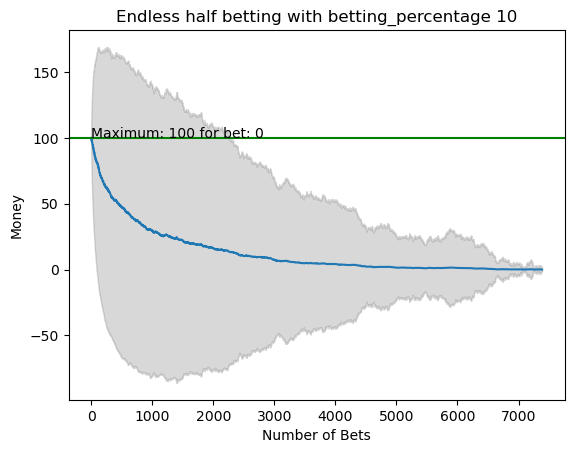 Endless half betting with betting_percentage 10
150
Maximum: 100 for bet: 0
100
50
0
−50
Money
0 1000 2000 3000 4000 5000 6000 7000
Number of Bets